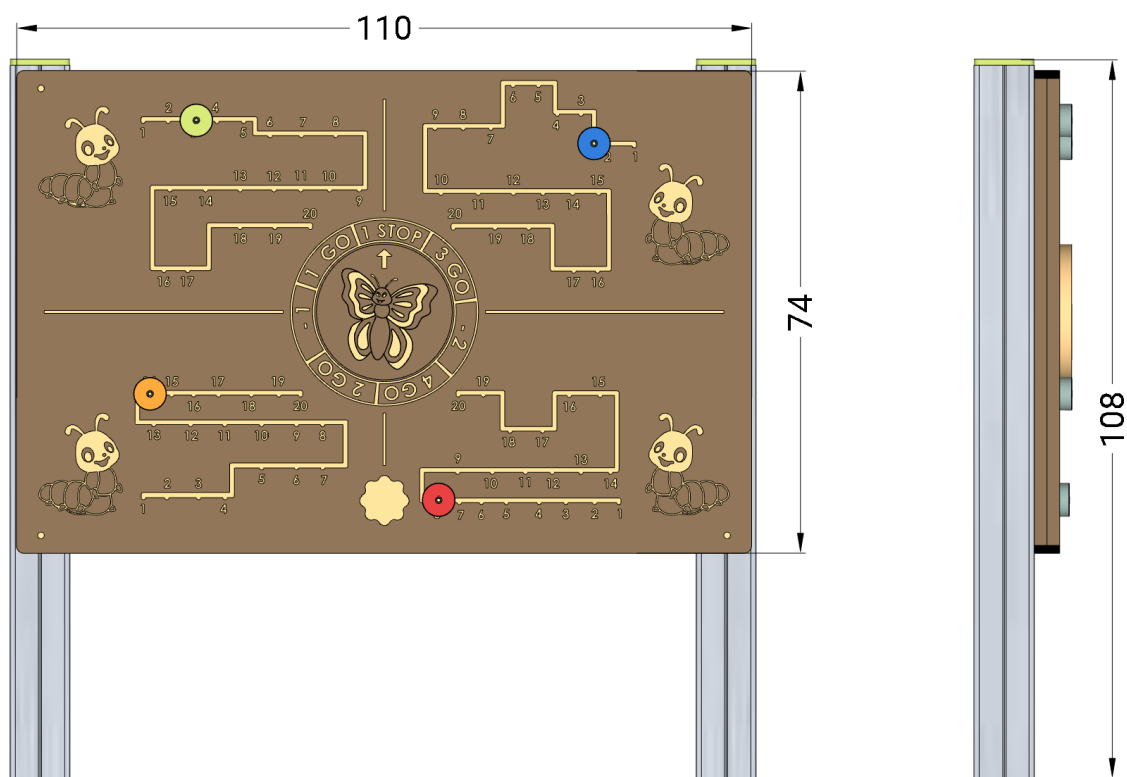 110
2 4
1 5 6 7 8
13 12 11 10
15 14 9
20
18 19
16 17
6 5
9 8 4 3
7
2 1
10 12 15
11 13 14
20
19 18
17 16
1 STOP
3 GO
- 2
4 GO
GO
2 GO
- 1
1 GO
74
108
15 17 19
16 18 20
13 12 11 10 9 8
5 6 7
2 3
1 4
19 15
20 16
18 17
9 13
10 11 12 14
7 6 5 4 3 2 1